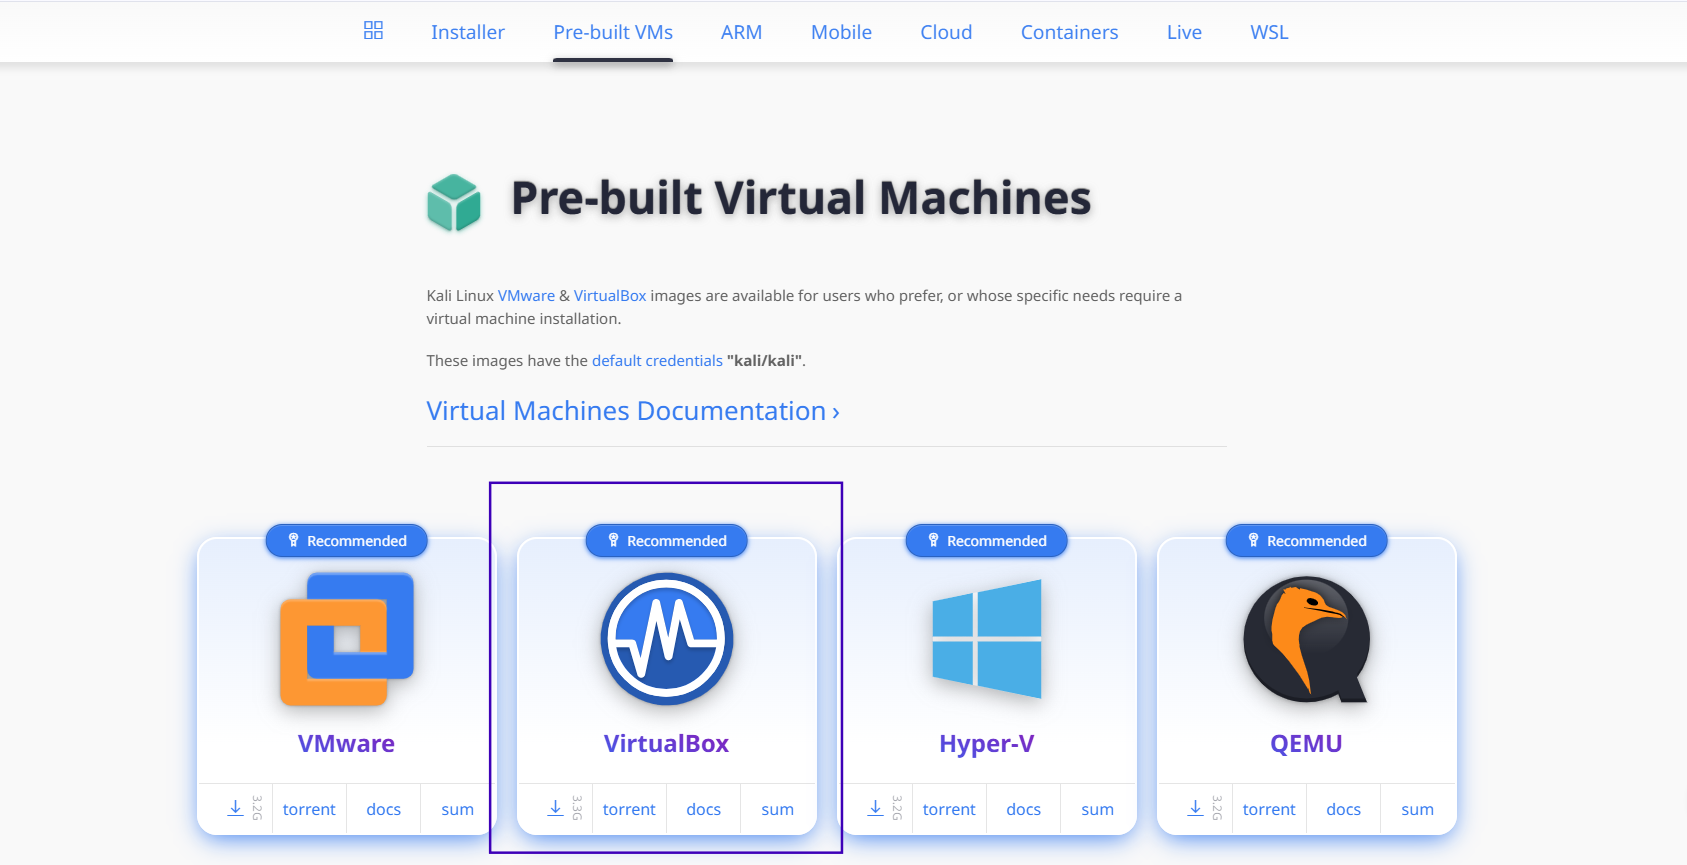 Installer Pre-built VMs ARM Mobile Cloud Containers Live WSL
Pre-built Virtual Machines
Kali Linux VMware & VirtualBox images are available for users who prefer, or whose specific needs require a
virtual machine installation.
These images have the default credentials "kali/kali".
Virtual Machines Documentation ›
Recommended Recommended Recommended Recommended
VMware VirtualBox Hyper-V QEMU
3.2G torrent docs sum 3.3G torrent docs sum 3.2G torrent docs sum 3.2G torrent docs sum